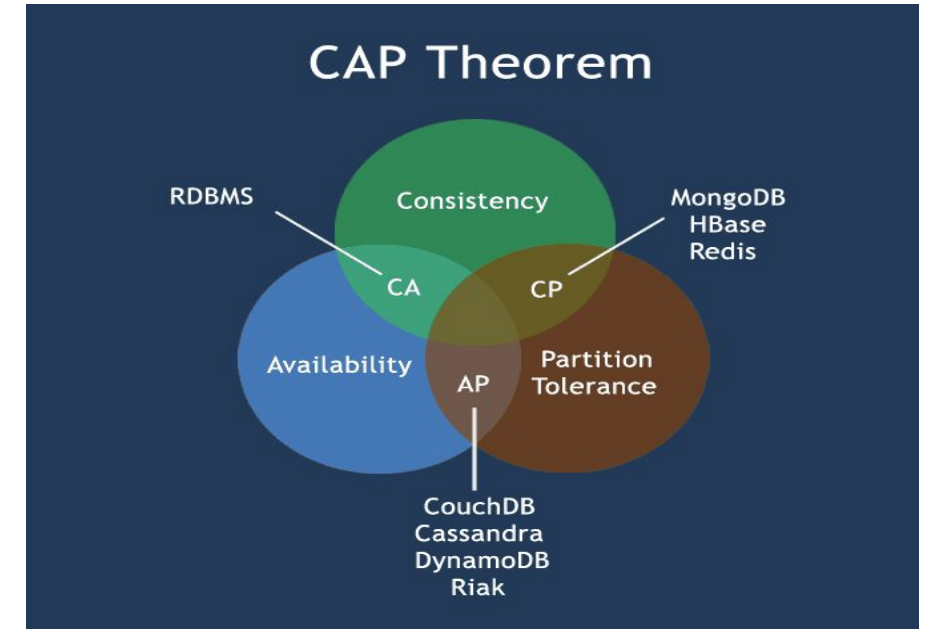 CAP Theorem
Consistency
RDBMS
MongoDB
HBase
Redis
CA
CP
Availability
Partition
Tolerance
AP
CouchDB
Cassandra
DynamoDB
Riak